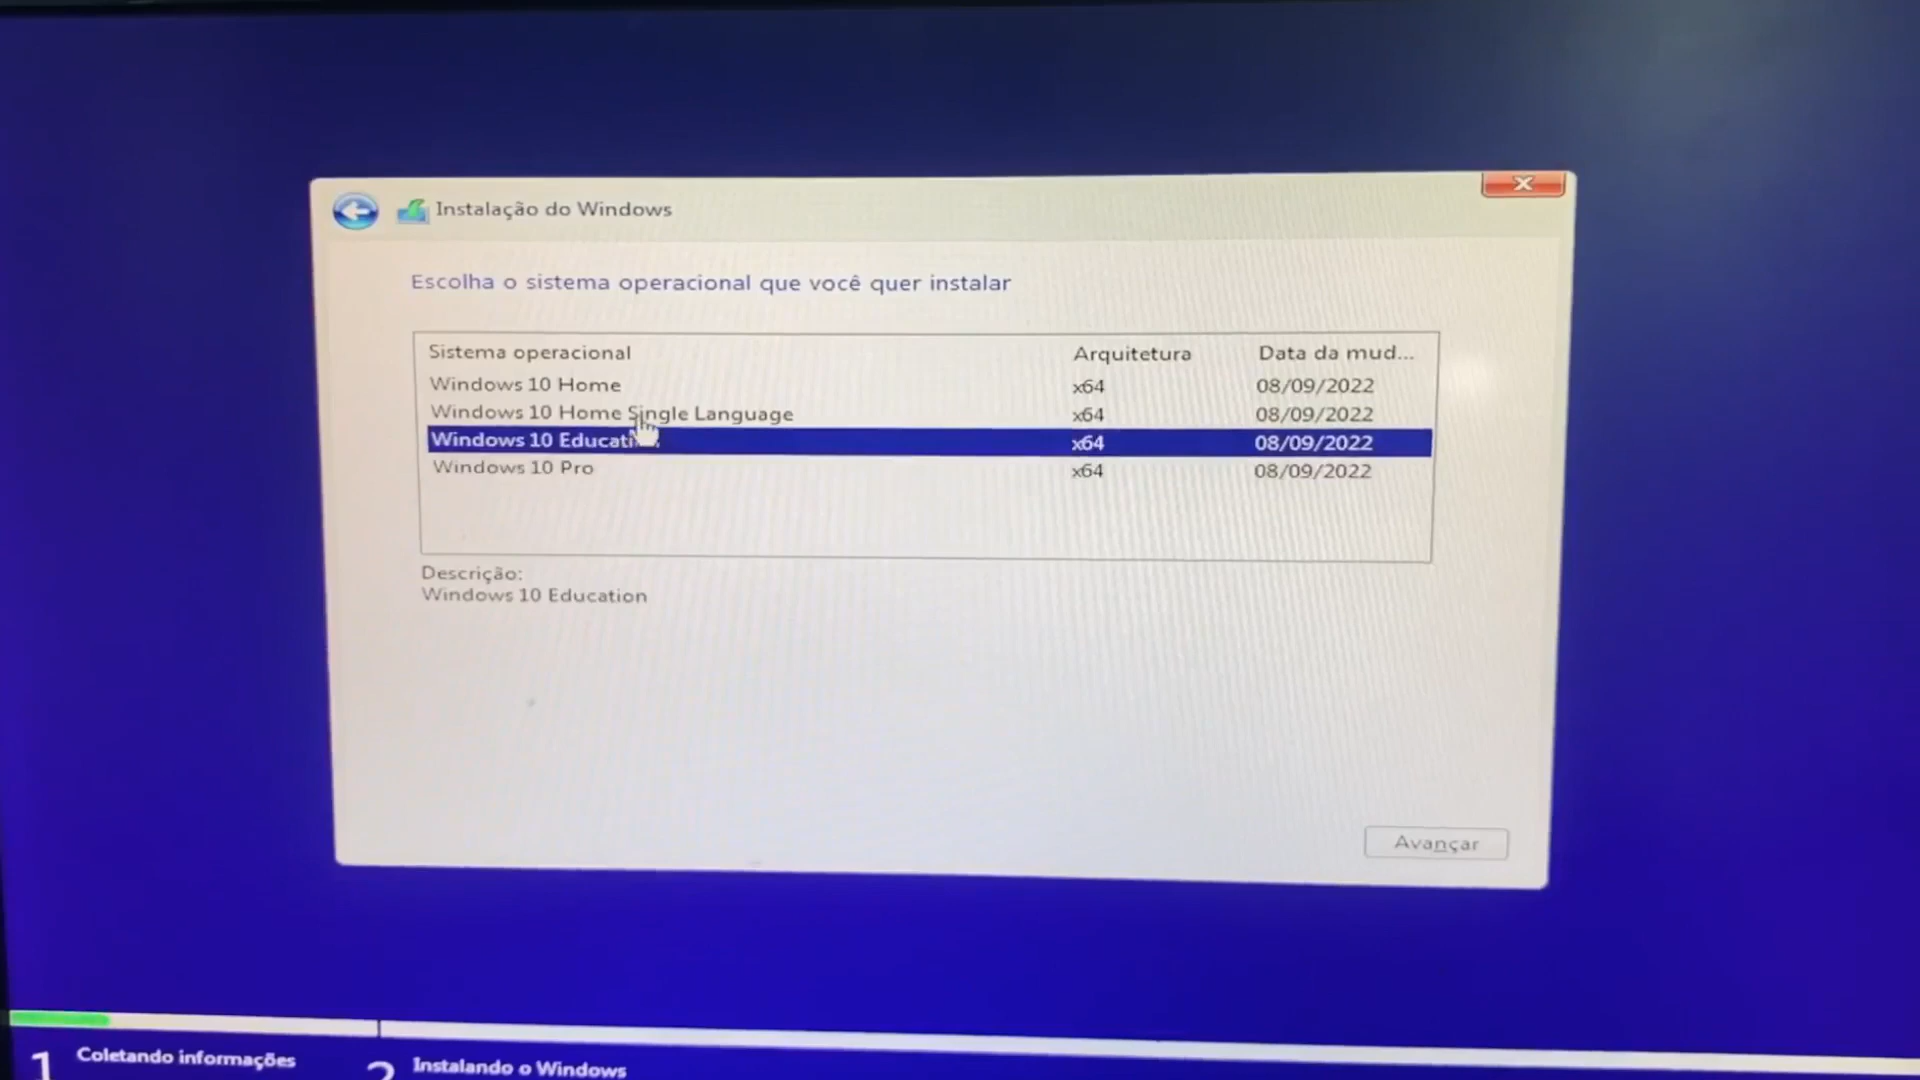 Instalação do Windows
Escolha o sistema operacional que você quer instalar
Sistema operacional Arquitetura Data da mud...
Windows 10 Home x64 08/09/2022
Windows 10 Home Single Language x64 08/09/2022
Windows 10 Educati x64 08/09/2022
Windows 10 Pro x64 08/09/2022
Descrição:
Windows 10 Education
Avançar
1 Coletando informações
2 Instalando o Windows